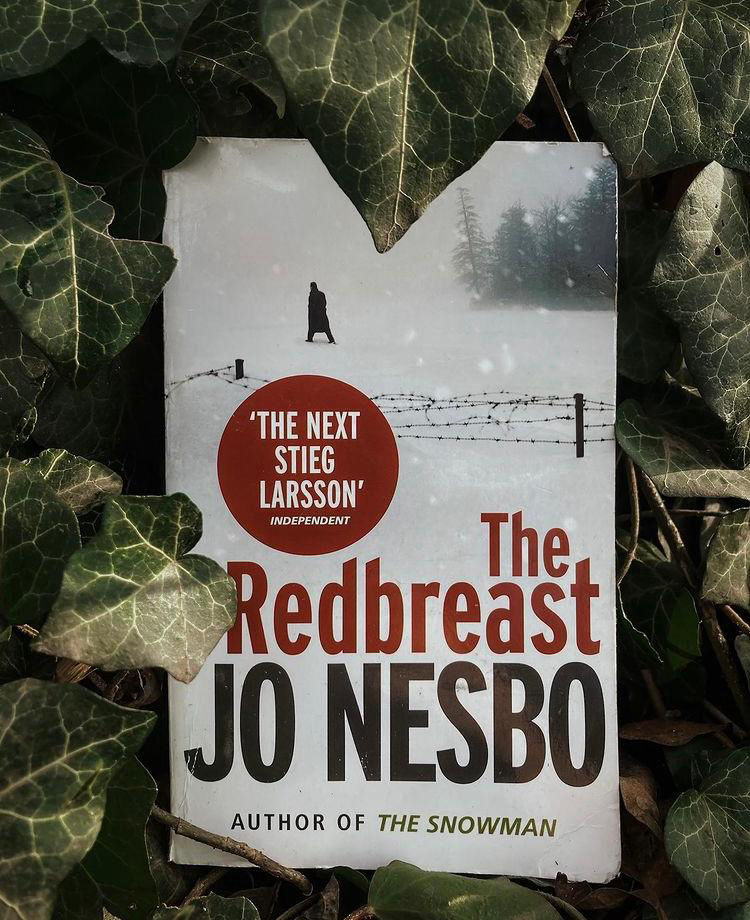 ‘THE NEXT
STIEG
LARSSON’
INDEPENDENT
The
Redbreast
JO NESBO
AUTHOR OF THE SNOWMAN